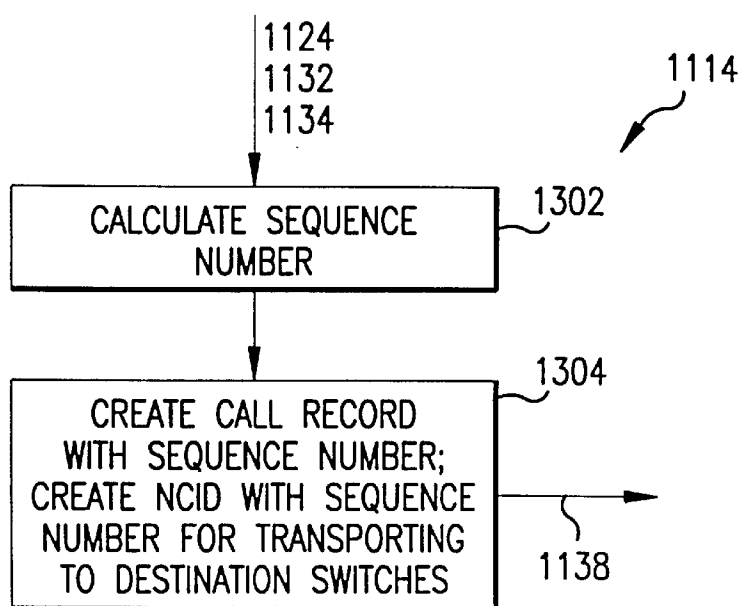 1124
1132
1134
1114
CALCULATE SEQUENCE
NUMBER
1302
CREATE CALL RECORD
WITH SEQUENCE NUMBER;
CREATE NCID WITH SEQUENCE
NUMBER FOR TRANSPORTING
TO DESTINATION SWITCHES
1304
1138